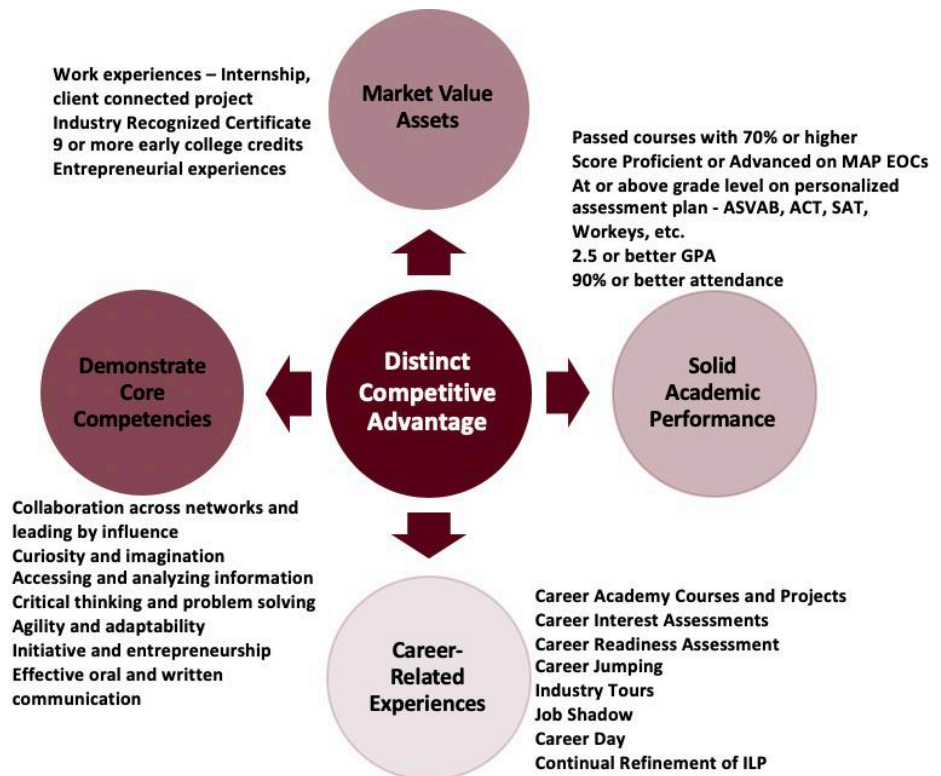 Work experiences – Internship,
client connected project
Industry Recognized Certificate
9 or more early college credits
Entrepreneurial experiences
Market Value
Assets
Passed courses with 70% or higher
Score Proficient or Advanced on MAP EOCs
At or above grade level on personalized
assessment plan - ASVAB, ACT, SAT,
Workeys, etc.
2.5 or better GPA
90% or better attendance
Demonstrate
Core
Competencies
Distinct
Competitive
Advantage
Solid
Academic
Performance
Collaboration across networks and
leading by influence
Curiosity and imagination
Accessing and analyzing information
Critical thinking and problem solving
Agility and adaptability
Initiative and entrepreneurship
Effective oral and written
communication
Career-
Related
Experiences
Career Academy Courses and Projects
Career Interest Assessments
Career Readiness Assessment
Career Jumping
Industry Tours
Job Shadow
Career Day
Continual Refinement of ILP